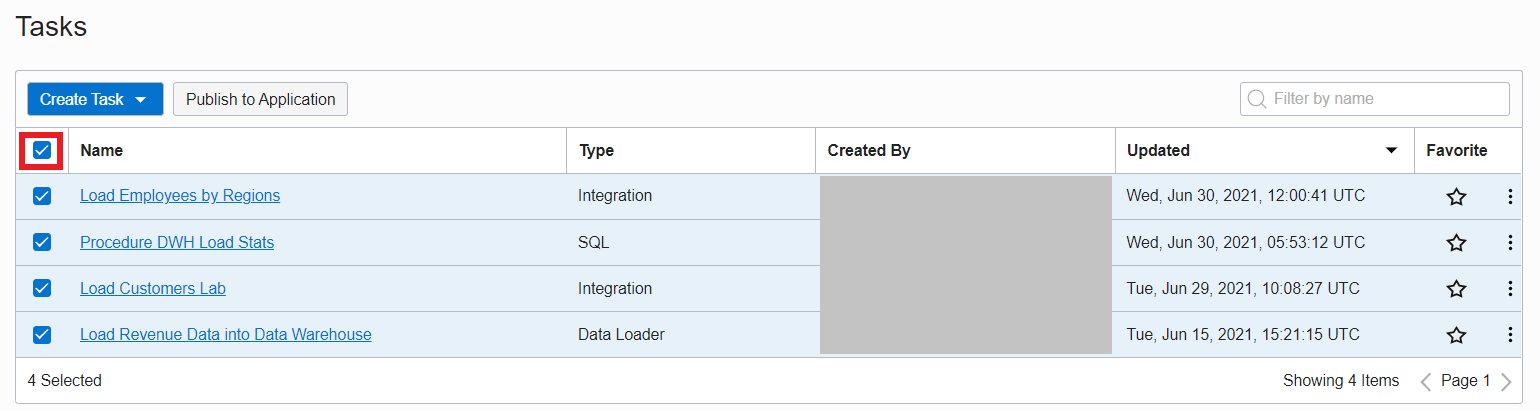 Tasks
Create Task Publish to Application Filter by name
Name Type Created By Updated Favorite
Load Employees by Regions Integration Wed, Jun 30, 2021, 12:00:41 UTC
Procedure DWH Load Stats SQL Wed, Jun 30, 2021, 05:53:12 UTC
Load Customers Lab Integration Tue, Jun 29, 2021, 10:08:27 UTC
Load Revenue Data into Data Warehouse Data Loader Tue, Jun 15, 2021, 15:21:15 UTC
4 Selected Showing 4 Items Page 1